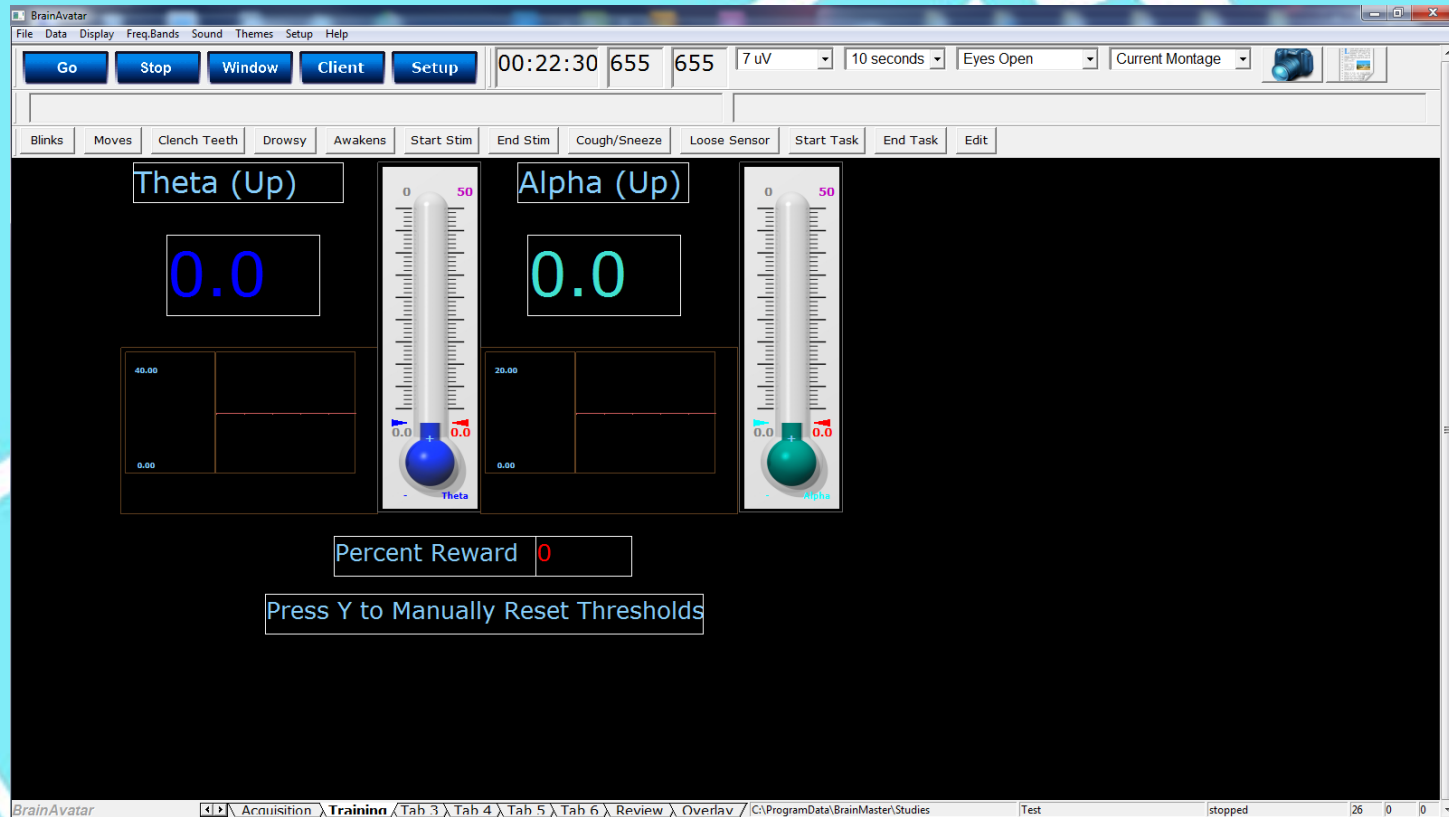 BrainAvatar
File Data Display Freq.Bands Sound Themes Setup Help
Go Stop Window Client Setup 00:22:30 655 655 7 uV 10 seconds Eyes Open Current Montage
Blinks Moves Clench Teeth Drowsy Awakens Start Stim End Stim Cough/Sneeze Loose Sensor Start Task End Task Edit
Theta (Up) 0 50 Alpha (Up) 0 50
0.0 0.0
40.00 20.00
0.0 0.0 0.0 0.0
0.00 0.00
Theta Alpha
Percent Reward 0
Press Y to Manually Reset Thresholds
BrainAvatar Acquisition Training Tab 3 Tab 4 Tab 5 Tab 6 Review Overlay C:\ProgramData\BrainMaster\Studies Test stopped 26 0 0